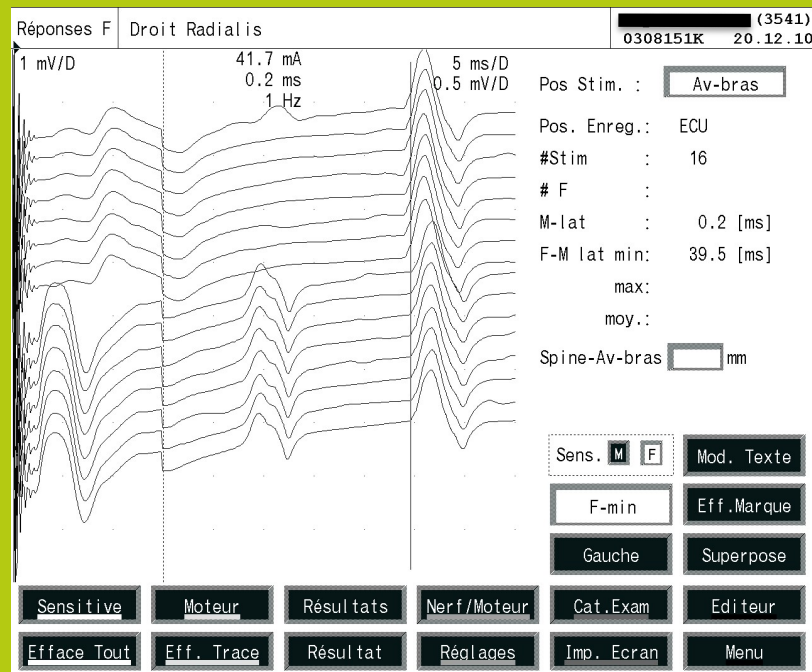 Réponses F
Droit Radialis
(3541)
0308151K 20.12.10
1 mV/D
41.7 mA
0.2 ms
1 Hz
5 ms/D
0.5 mV/D
Pos Stim. : Av-bras
Pos. Enreg.: ECU
#Stim : 16
# F :
M-lat : 0.2 [ms]
F-M lat min: 39.5 [ms]
max:
moy.:
Spine-Av-bras mm
Sens. M F
Mod. Texte
F-min
Eff.Marque
Gauche
Superpose
Sensitive
Moteur
Résultats
Nerf/Moteur
Cat.Exam
Editeur
Efface Tout
Eff. Trace
Résultat
Réglages
Imp. Ecran
Menu